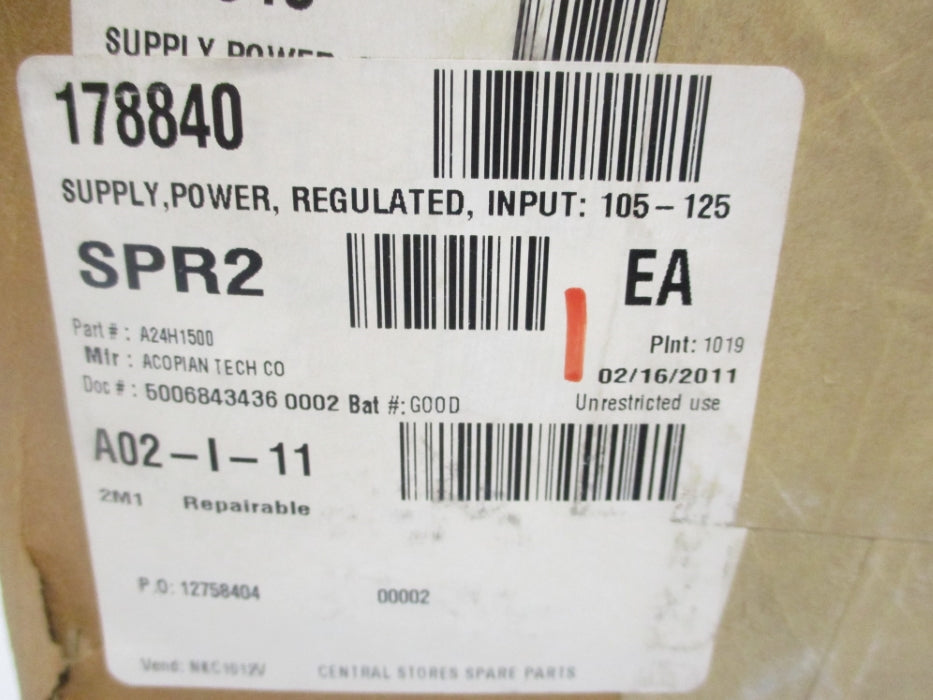 SUPPLY POWER
178840
SUPPLY,POWER, REGULATED, INPUT: 105-125
SPR2 EA
Part #: A24H1500
Plnt: 1019
Mfr: ACOPIAN TECH CO
02/16/2011
Doc #: 5006843436 0002 Bat #: GOOD
Unrestricted use
A02-I-11
2M1 Repairable
P.O: 12758404 00002
Vend: CENTRAL STORES SPARE PARTS